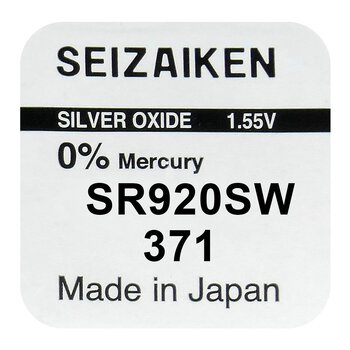 SEIZAIKEN
SILVER OXIDE 1.55V
0% Mercury
SR920SW
371
Made in Japan